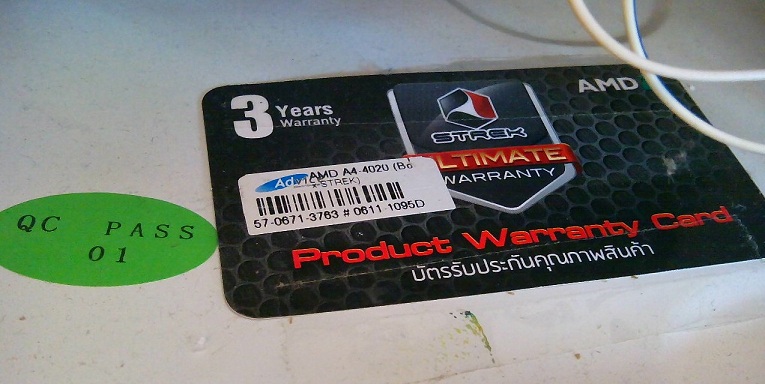 3 Years
Warranty
AMD
STREK
ULTIMATE
WARRANTY
AMD A4-4020 (Bo
x-STREK)
57-0671-3763 # 0611-1095D
Product Warranty Card
บัตรรับประกันคุณภาพสินค้า
QC PASS
01